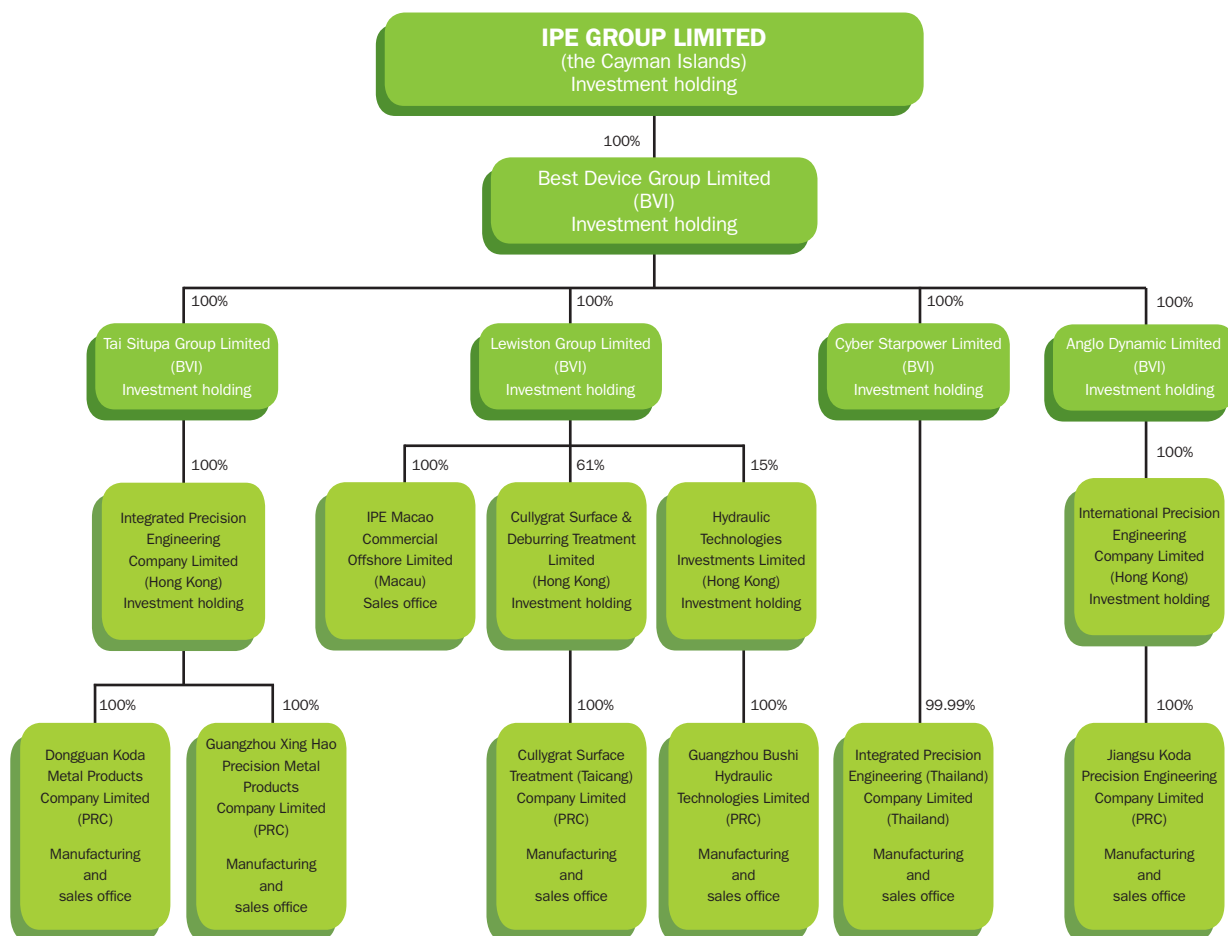 IPE GROUP LIMITED
(the Cayman Islands)
Investment holding
100%
Best Device Group Limited
(BVI)
Investment holding
100%
100%
100%
100%
Tai Situpa Group Limited
(BVI)
Investment holding
Lewiston Group Limited
(BVI)
Investment holding
Cyber Starpower Limited
(BVI)
Investment holding
Anglo Dynamic Limited
(BVI)
Investment holding
100%
100%
61%
15%
100%
Integrated Precision
Engineering
Company Limited
(Hong Kong)
Investment holding
IPE Macao
Commercial
Offshore Limited
(Macau)
Sales office
Cullygrat Surface &
Deburring Treatment
Limited
(Hong Kong)
Investment holding
Hydraulic
Technologies
Investments Limited
(Hong Kong)
Investment holding
International Precision
Engineering
Company Limited
(Hong Kong)
Investment holding
100%
100%
100%
100%
99.99%
100%
Dongguan Koda
Metal Products
Company Limited
(PRC)
Manufacturing
and
sales office
Guangzhou Xing Hao
Precision Metal
Products
Company Limited
(PRC)
Manufacturing
and
sales office
Cullygrat Surface
Treatment (Taicang)
Company Limited
(PRC)
Manufacturing
and
sales office
Guangzhou Bushi
Hydraulic
Technologies Limited
(PRC)
Manufacturing
and
sales office
Integrated Precision
Engineering (Thailand)
Company Limited
(Thailand)
Manufacturing
and
sales office
Jiangsu Koda
Precision Engineering
Company Limited
(PRC)
Manufacturing
and
sales office